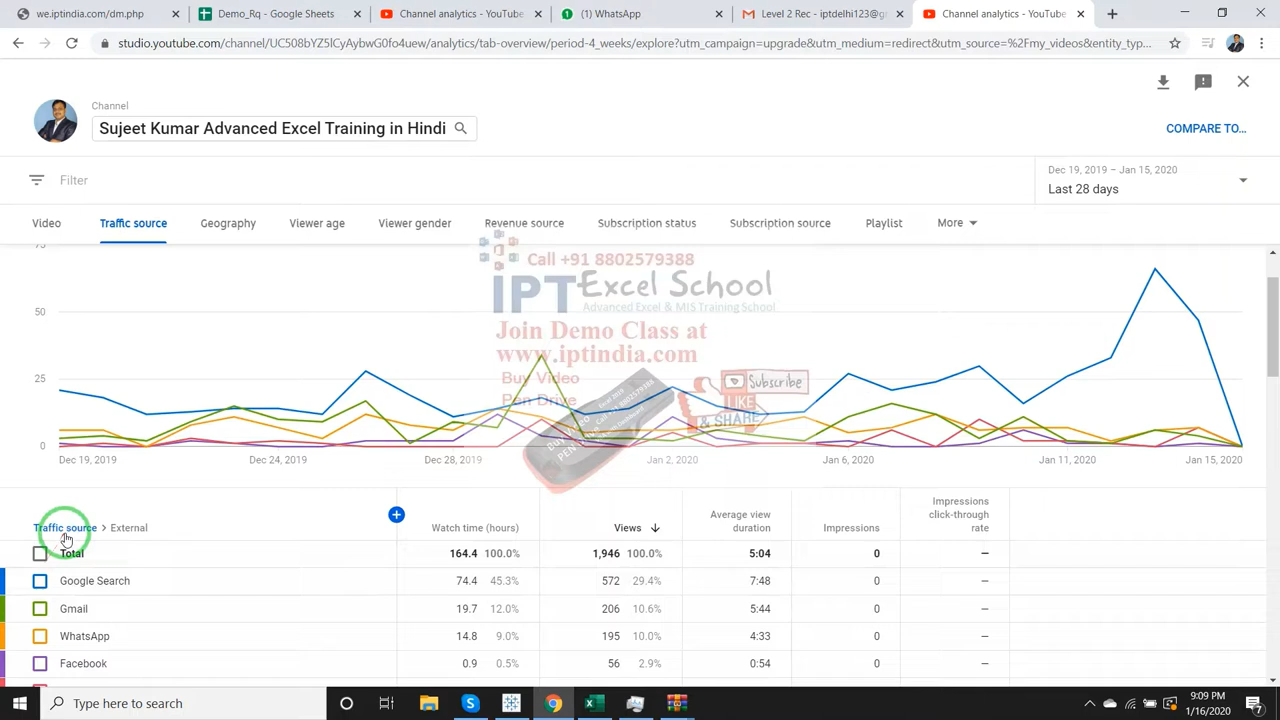 we.iptindia.com/dm.php
Demo_Rq - Google Sheets
Channel analytics - YouTube
(1) WhatsApp
Level 2 Rec - iptdelhi123@gr
Channel analytics - YouTube
studio.youtube.com/channel/UC508bYZ5lCyAybwG0fo4uew/analytics/tab-overview/period-4_weeks/explore?utm_campaign=upgrade&utm_medium=redirect&utm_source=%2Fmy_videos&entity_typ...
Channel
Sujeet Kumar Advanced Excel Training in Hindi
COMPARE TO...
Filter
Dec 19, 2019 – Jan 15, 2020
Last 28 days
Video Traffic source Geography Viewer age Viewer gender Revenue source Subscription status Subscription source Playlist More
75
Call +91 8802579388
IPT Excel School
Advanced Excel & MIS Training School
50
Join Demo Class at
www.iptindia.com
25
Buy Video
Pen Drive
Subscribe
LIKE
& SHARE
0
Dec 19, 2019 Dec 24, 2019 Dec 28, 2019 Jan 2, 2020 Jan 6, 2020 Jan 11, 2020 Jan 15, 2020
Traffic source > External Watch time (hours) Views Average view duration Impressions Impressions click-through rate
Total 164.4 100.0% 1,946 100.0% 5:04 0 —
Google Search 74.4 45.3% 572 29.4% 7:48 0 —
Gmail 19.7 12.0% 206 10.6% 5:44 0 —
WhatsApp 14.8 9.0% 195 10.0% 4:33 0 —
Facebook 0.9 0.5% 56 2.9% 0:54 0 —
Type here to search
9:09 PM
1/16/2020
7